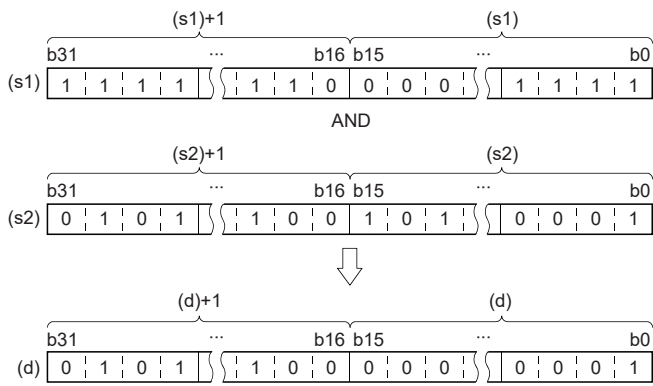 (s1)+1 (s1)
b31 ... b16 b15 ... b0
(s1) 1 1 1 1 1 1 0 0 0 0 1 1 1 1
AND
(s2)+1 (s2)
b31 ... b16 b15 ... b0
(s2) 0 1 0 1 1 0 0 1 0 1 0 0 0 1
(d)+1 (d)
b31 ... b16 b15 ... b0
(d) 0 1 0 1 1 0 0 0 0 0 0 0 0 1